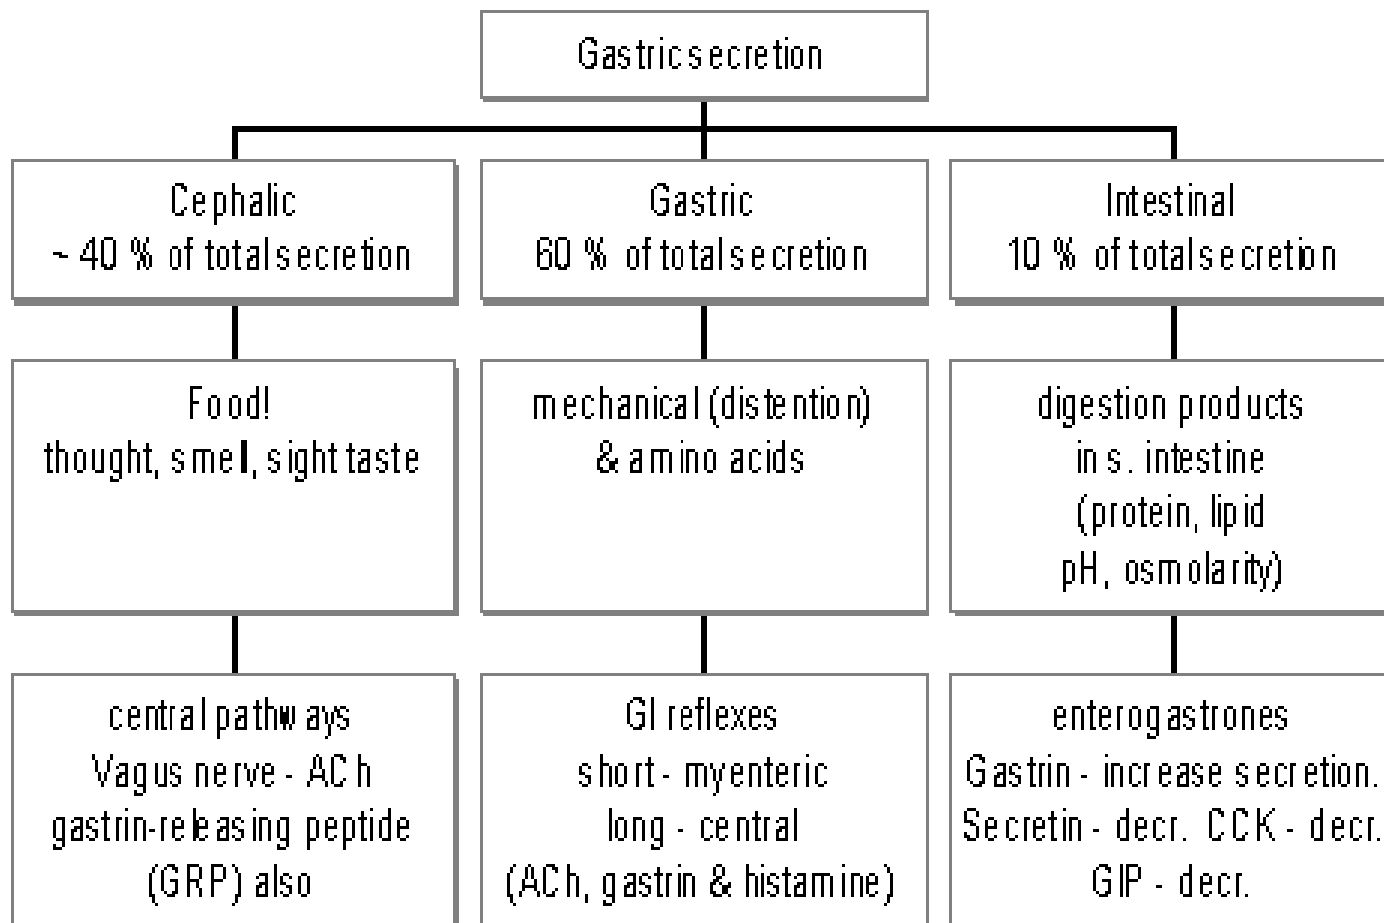 Gastric secretion
Cephalic
~ 40 % of total secretion
Gastric
60 % of total secretion
Intestinal
10 % of total secretion
Food!
thought, smell, sight taste
mechanical (distention)
& amino acids
digestion products
in s. intestine
(protein, lipid
pH, osmolarity)
central pathways
Vagus nerve - ACh
gastrin-releasing peptide
(GRP) also
GI reflexes
short - myenteric
long - central
(ACh, gastrin & histamine)
enterogastrones
Gastrin - increase secretion.
Secretin - decr. CCK - decr.
GIP - decr.